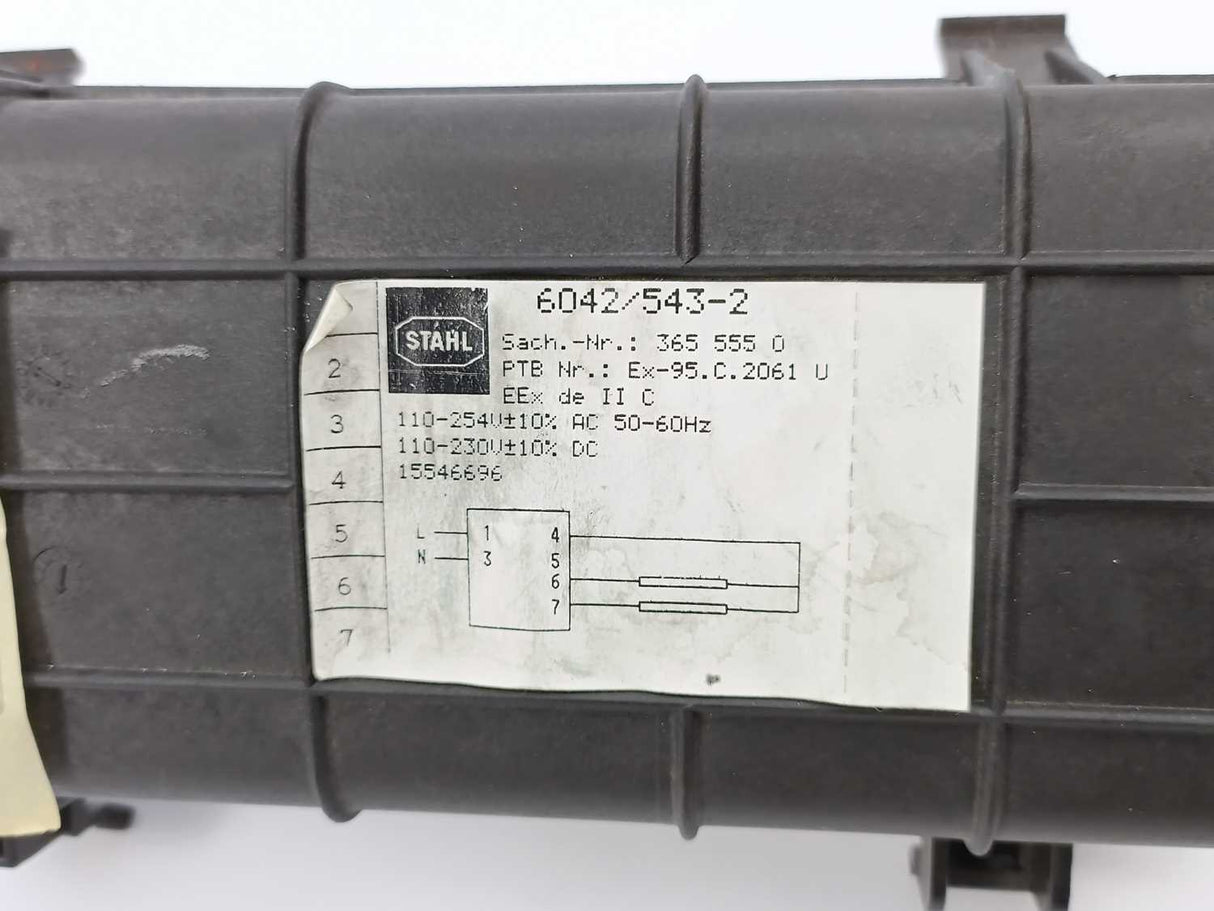 6042/543-2
STAHL
Sach.-Nr.: 365 555 0
PTB Nr.: Ex-95.C.2061 U
EEx de II C
110-254V±10% AC 50-60Hz
110-230V±10% DC
15546696
2
3
4
5
6
7
L 1 4
N 3 5
6
7